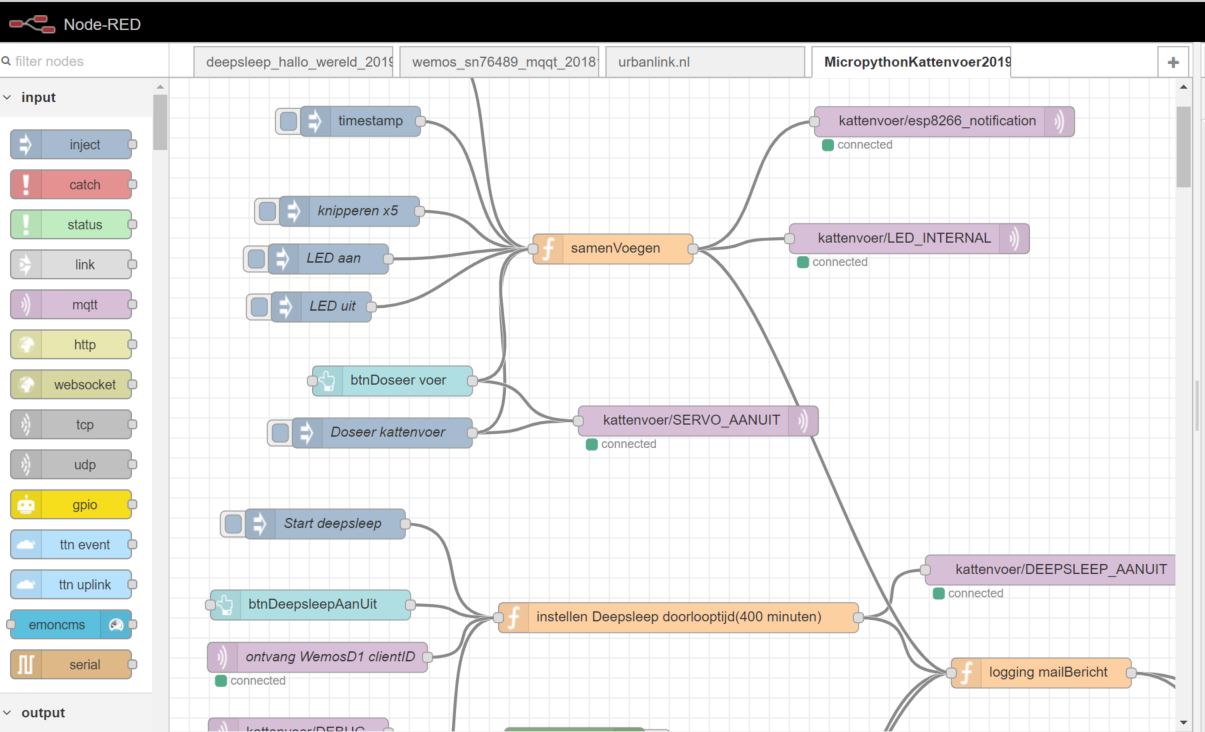 Node-RED
filter nodes
deepsleep_hallo_wereld_2019
wemos_sn76489_mqqt_2018
urbanlink.nl
MicropythonKattenvoer2019
+
input
inject
catch
status
link
mqtt
http
websocket
tcp
udp
gpio
ttn event
ttn uplink
emoncms
serial
output
timestamp
knipperen x5
LED aan
LED uit
btnDoseer voer
Doseer kattenvoer
samenVoegen
kattenvoer/esp8266_notification
connected
kattenvoer/LED_INTERNAL
connected
kattenvoer/SERVO_AANUIT
connected
Start deepsleep
btnDeepsleepAanUit
ontvang WemosD1 clientID
connected
instellen Deepsleep doorlooptijd(400 minuten)
kattenvoer/DEEPSLEEP_AANUIT
connected
logging mailBericht
kattenvoer/DEBUG